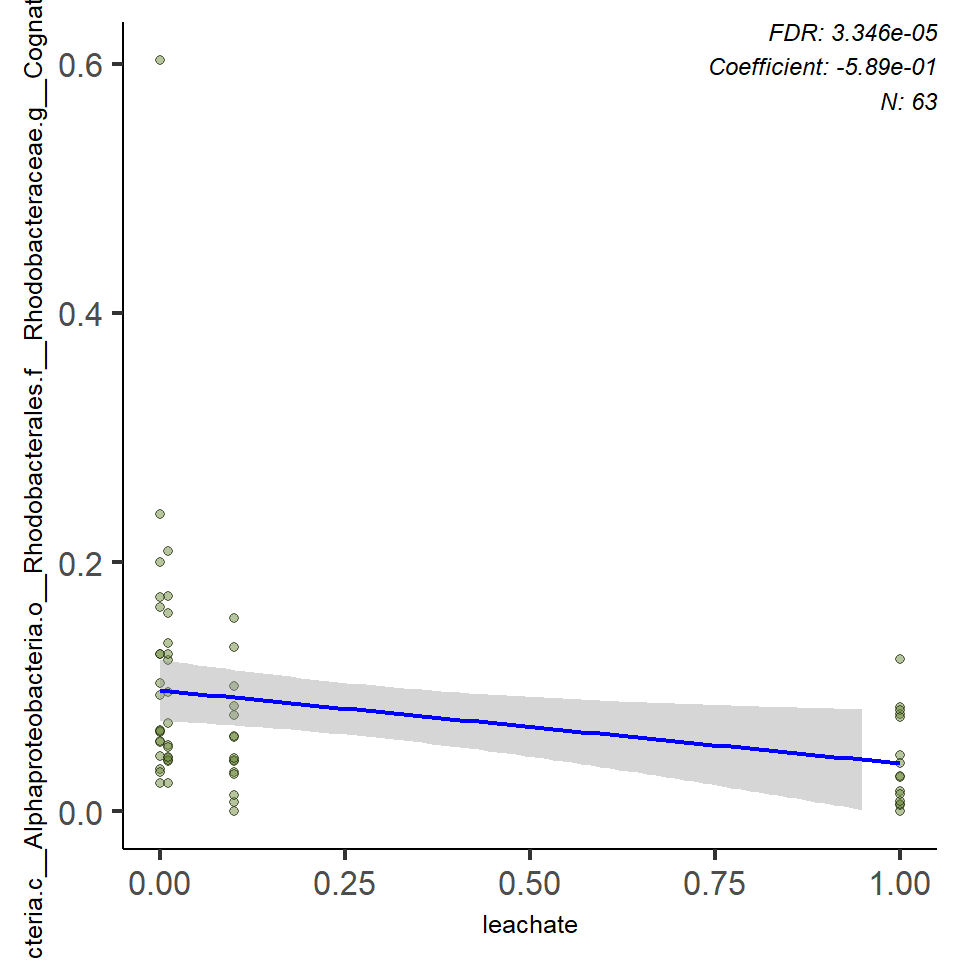 FDR: 3.346e-05
Coefficient: -5.89e-01
N: 63
cteria.c__Alphaproteobacteria.o__Rhodobacterales.f__Rhodobacteraceae.g__Cognat
0.6
0.4
0.2
0.0
0.00 0.25 0.50 0.75 1.00
leachate